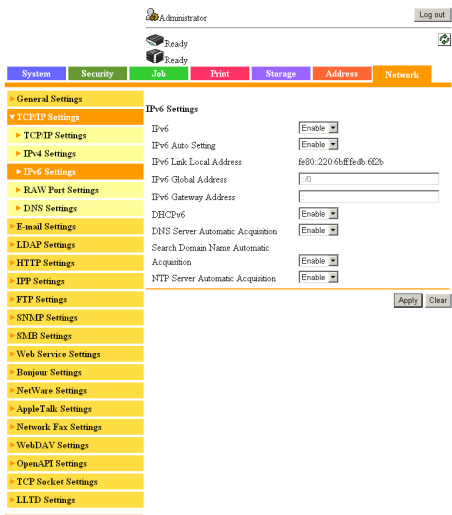 Administrator
Log out
Ready
Ready
System Security Job Print Storage Address Network
General Settings
TCP/IP Settings
TCP/IP Settings
IPv4 Settings
IPv6 Settings
RAW Port Settings
DNS Settings
E-mail Settings
LDAP Settings
HTTP Settings
IPP Settings
FTP Settings
SNMP Settings
SMB Settings
Web Service Settings
Bonjour Settings
NetWare Settings
AppleTalk Settings
Network Fax Settings
WebDAV Settings
OpenAPI Settings
TCP Socket Settings
LLTD Settings
IPv6 Settings
IPv6 Enable
IPv6 Auto Setting Enable
IPv6 Link Local Address fe80::220:6bff:fedb:6f2b
IPv6 Global Address ::/0
IPv6 Gateway Address ::
DHCPv6 Enable
DNS Server Automatic Acquisition Enable
Search Domain Name Automatic
Acquisition Enable
NTP Server Automatic Acquisition Enable
Apply Clear